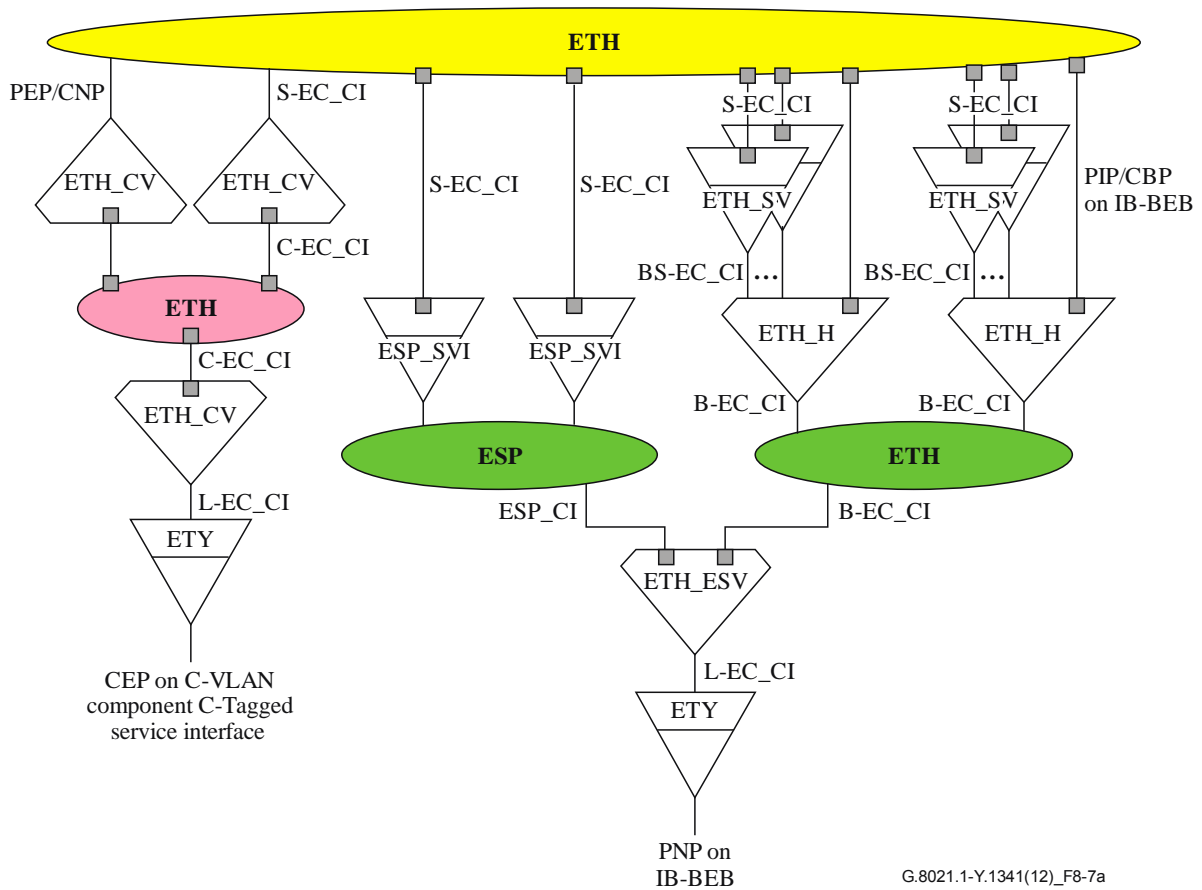 ETH
PEP/CNP
S-EC_CI
S-EC_CI
S-EC_CI
ETH_CV
ETH_CV
S-EC_CI
S-EC_CI
ETH_SV
ETH_SV
PIP/CBP
on IB-BEB
C-EC_CI
BS-EC_CI ...
BS-EC_CI ...
ETH
ESP_SVI
ESP_SVI
ETH_H
ETH_H
C-EC_CI
ETH_CV
B-EC_CI
B-EC_CI
ESP
ETH
L-EC_CI
ESP_CI
B-EC_CI
ETY
ETH_ESV
CEP on C-VLAN
component C-Tagged
service interface
L-EC_CI
ETY
PNP on
IB-BEB
G.8021.1-Y.1341(12)_F8-7a